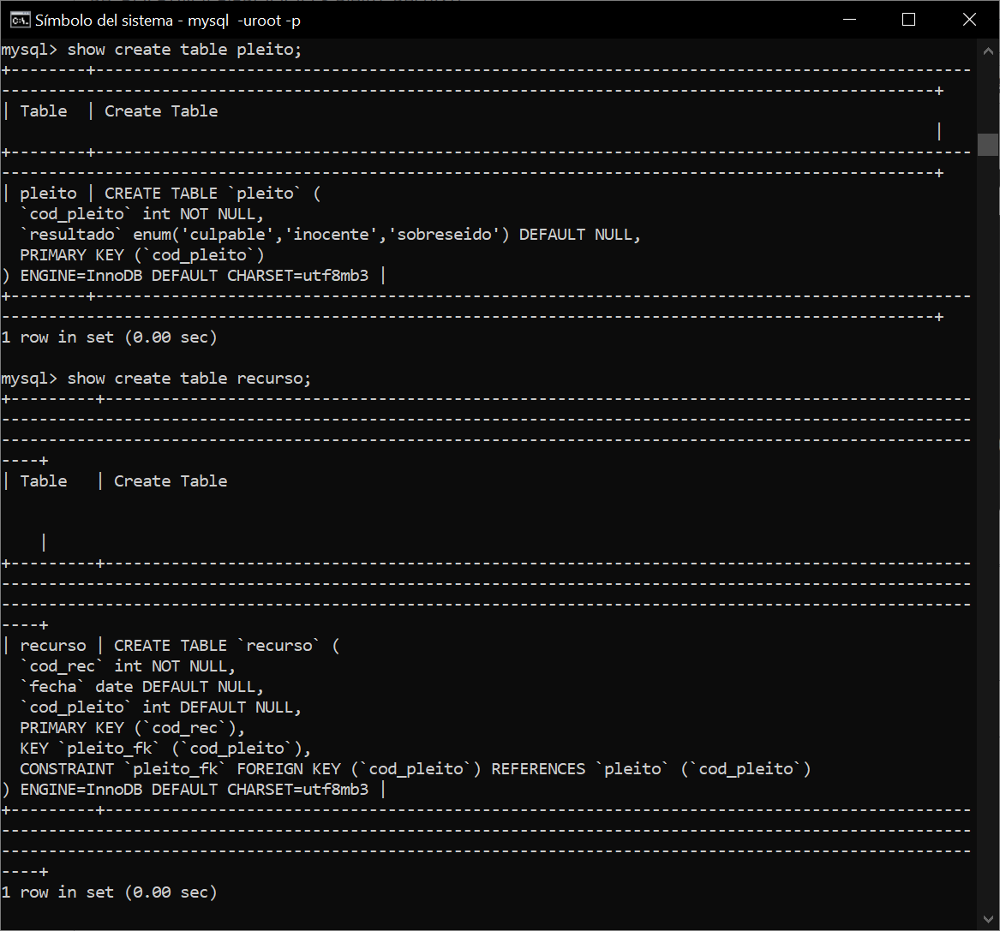 Símbolo del sistema - mysql  -uroot -p
mysql> show create table pleito;
+--------+---------------------------------------------------------------------------------------------
---------------------------------------------------------------------------------------------------+
| Table  | Create Table
                                                                                                   |
+--------+---------------------------------------------------------------------------------------------
---------------------------------------------------------------------------------------------------+
| pleito | CREATE TABLE `pleito` (
  `cod_pleito` int NOT NULL,
  `resultado` enum('culpable','inocente','sobreseido') DEFAULT NULL,
  PRIMARY KEY (`cod_pleito`)
) ENGINE=InnoDB DEFAULT CHARSET=utf8mb3 |
+--------+---------------------------------------------------------------------------------------------
---------------------------------------------------------------------------------------------------+
1 row in set (0.00 sec)

mysql> show create table recurso;
+---------+--------------------------------------------------------------------------------------------
-------------------------------------------------------------------------------------------------------
-------------------------------------------------------------------------------------------------------
----+
| Table   | Create Table


    |
+---------+--------------------------------------------------------------------------------------------
-------------------------------------------------------------------------------------------------------
-------------------------------------------------------------------------------------------------------
----+
| recurso | CREATE TABLE `recurso` (
  `cod_rec` int NOT NULL,
  `fecha` date DEFAULT NULL,
  `cod_pleito` int DEFAULT NULL,
  PRIMARY KEY (`cod_rec`),
  KEY `pleito_fk` (`cod_pleito`),
  CONSTRAINT `pleito_fk` FOREIGN KEY (`cod_pleito`) REFERENCES `pleito` (`cod_pleito`)
) ENGINE=InnoDB DEFAULT CHARSET=utf8mb3 |
+---------+--------------------------------------------------------------------------------------------
-------------------------------------------------------------------------------------------------------
-------------------------------------------------------------------------------------------------------
----+
1 row in set (0.00 sec)